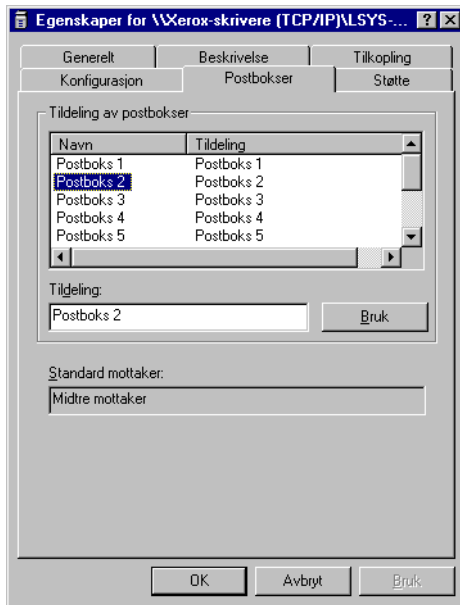 Egenskaper for \\Xerox-skrivere (TCP/IP)\LSYS-...
Generelt Beskrivelse Tilkopling
Konfigurasjon Postbokser Støtte
Tildeling av postbokser
Navn Tildeling
Postboks 1 Postboks 1
Postboks 2 Postboks 2
Postboks 3 Postboks 3
Postboks 4 Postboks 4
Postboks 5 Postboks 5
Tildeling:
Postboks 2 Bruk
Standard mottaker:
Midtre mottaker
OK Avbryt Bruk